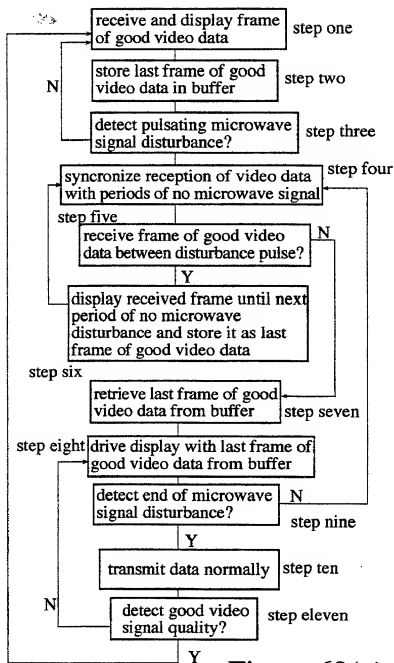 receive and display frame
of good video data
step one
store last frame of good
video data in buffer
step two
N
detect pulsating microwave
signal disturbance?
step three
step four
syncronize reception of video data
with periods of no microwave signal
step five
N
receive frame of good video
data between disturbance pulse?
Y
display received frame until next
period of no microwave
disturbance and store it as last
frame of good video data
step six
retrieve last frame of good
video data from buffer
step seven
step eight
drive display with last frame of
good video data from buffer
detect end of microwave
signal disturbance?
N
step nine
Y
transmit data normally
step ten
N
detect good video
signal quality?
step eleven
Y